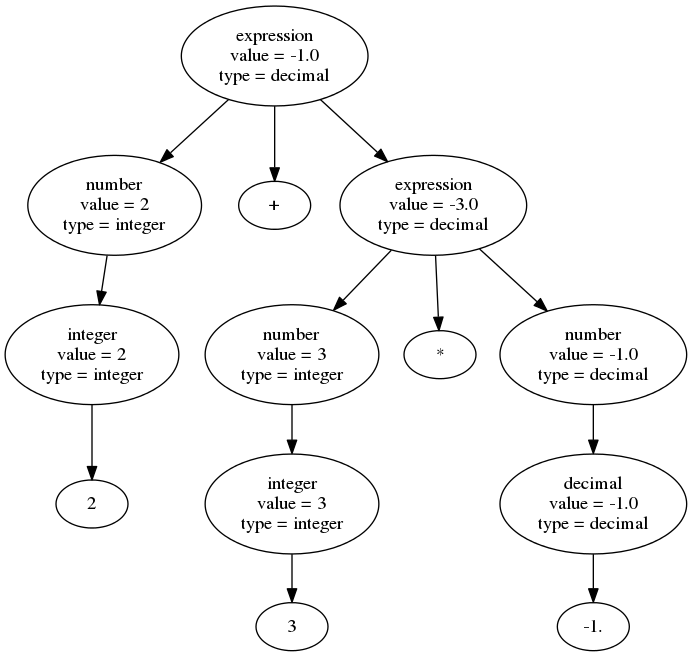 expression
value = -1.0
type = decimal
number
value = 2
type = integer
+
expression
value = -3.0
type = decimal
integer
value = 2
type = integer
number
value = 3
type = integer
*
number
value = -1.0
type = decimal
2
integer
value = 3
type = integer
decimal
value = -1.0
type = decimal
3
-1.